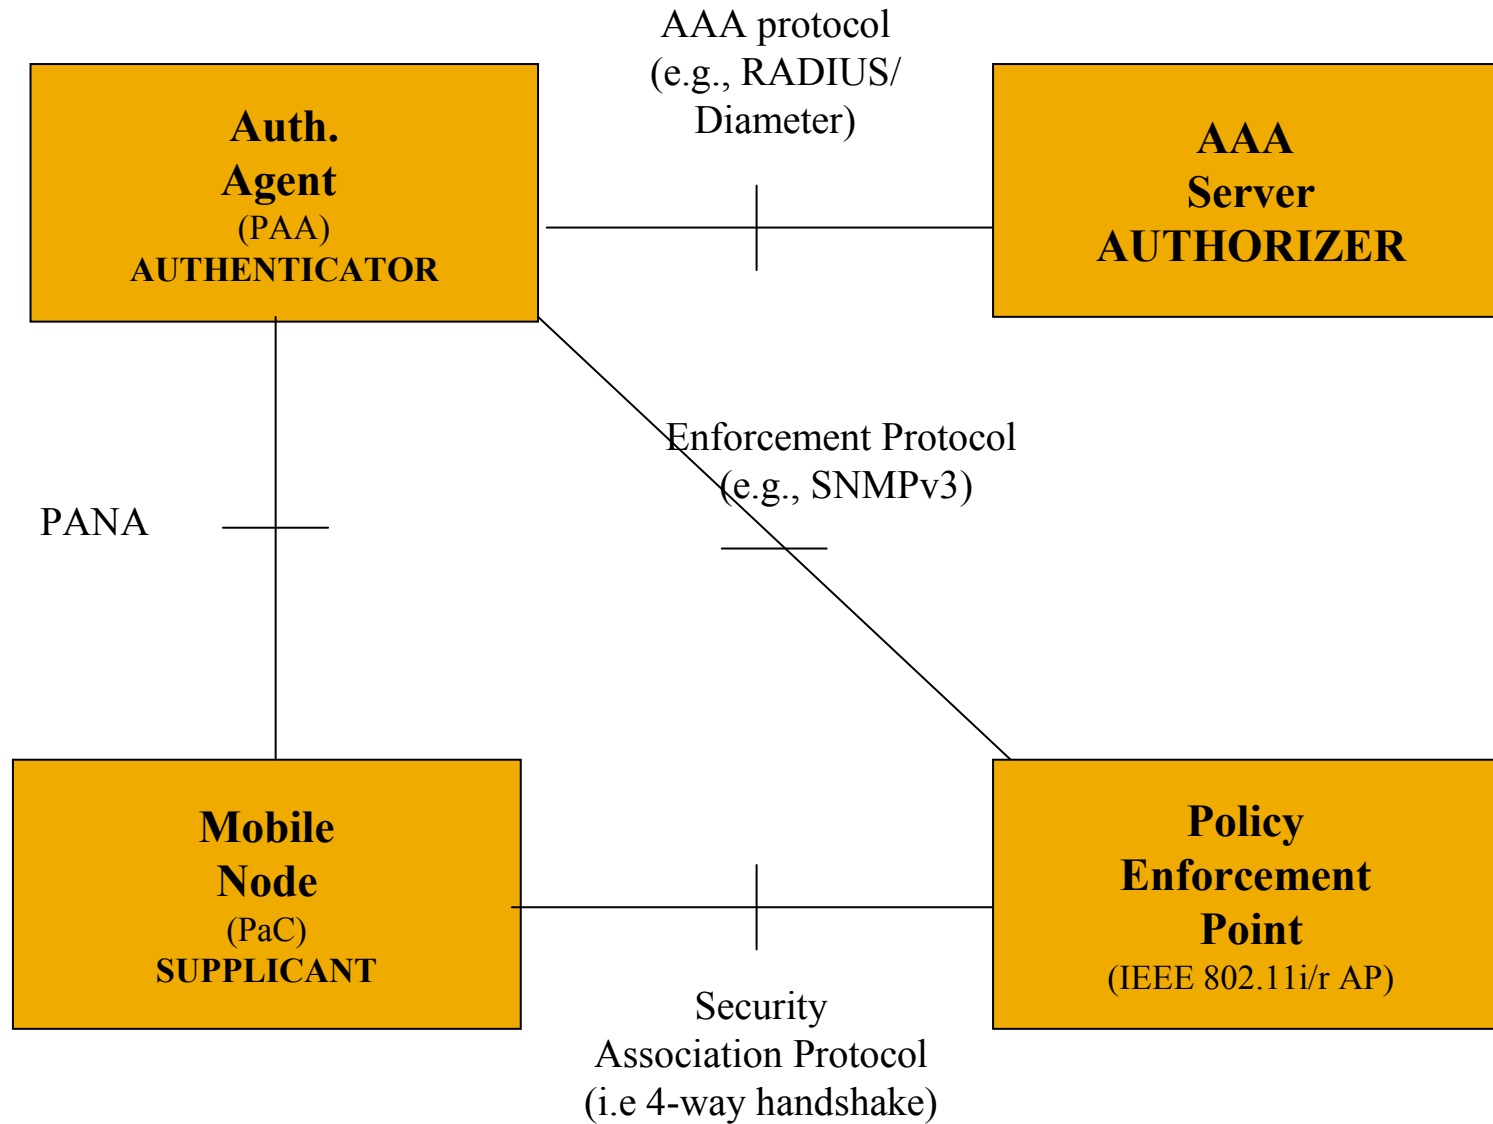 AAA protocol
(e.g., RADIUS/
Diameter)
Auth.
Agent
(PAA)
AUTHENTICATOR
AAA
Server
AUTHORIZER
Enforcement Protocol
(e.g., SNMPv3)
PANA
Mobile
Node
(PaC)
SUPPLICANT
Policy
Enforcement
Point
(IEEE 802.11i/r AP)
Security
Association Protocol
(i.e 4-way handshake)